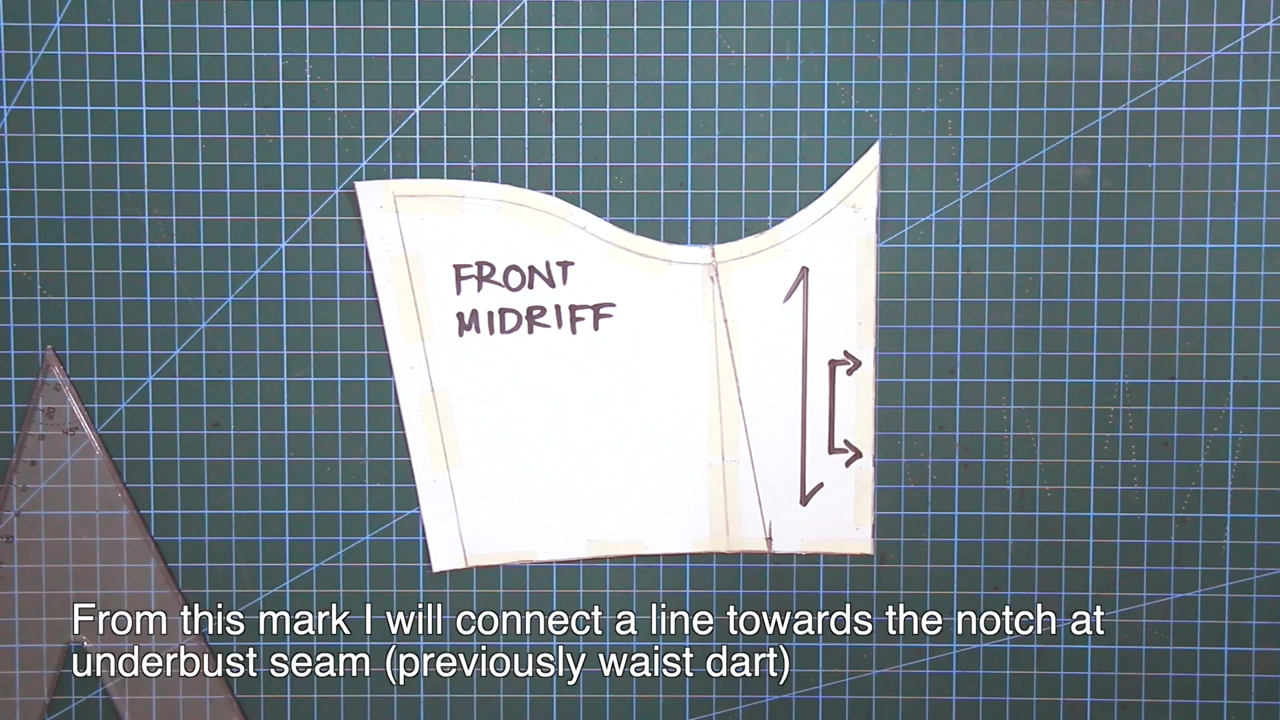 FRONT
MIDRIFF
From this mark I will connect a line towards the notch at
underbust seam (previously waist dart)